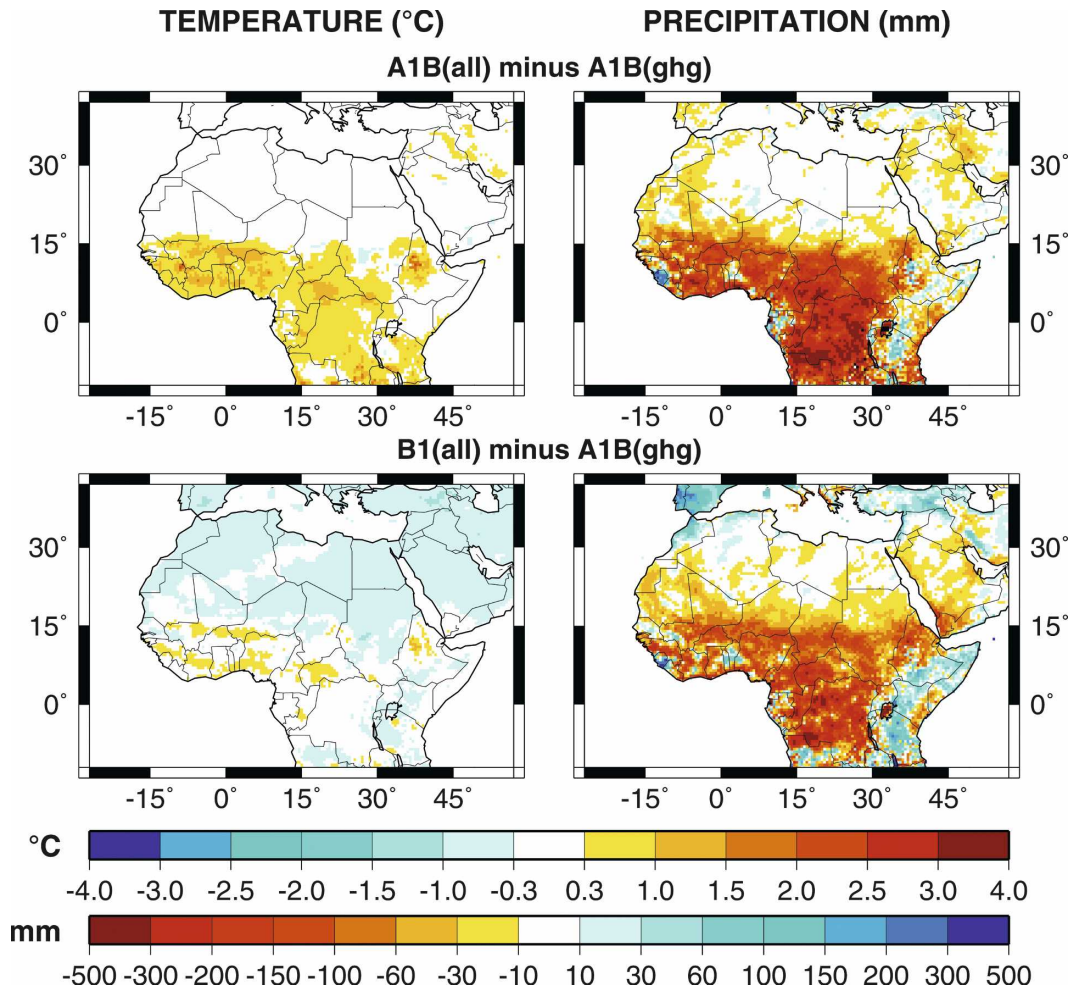 TEMPERATURE (°C) PRECIPITATION (mm)
A1B(all) minus A1B(ghg)
30° 30°
15° 15°
0° 0°
-15° 0° 15° 30° 45° -15° 0° 15° 30° 45°
B1(all) minus A1B(ghg)
30° 30°
15° 15°
0° 0°
-15° 0° 15° 30° 45° -15° 0° 15° 30° 45°
°C
-4.0 -3.0 -2.5 -2.0 -1.5 -1.0 -0.3 0.3 1.0 1.5 2.0 2.5 3.0 4.0
mm
-500 -300 -200 -150 -100 -60 -30 -10 10 30 60 100 150 200 300 500